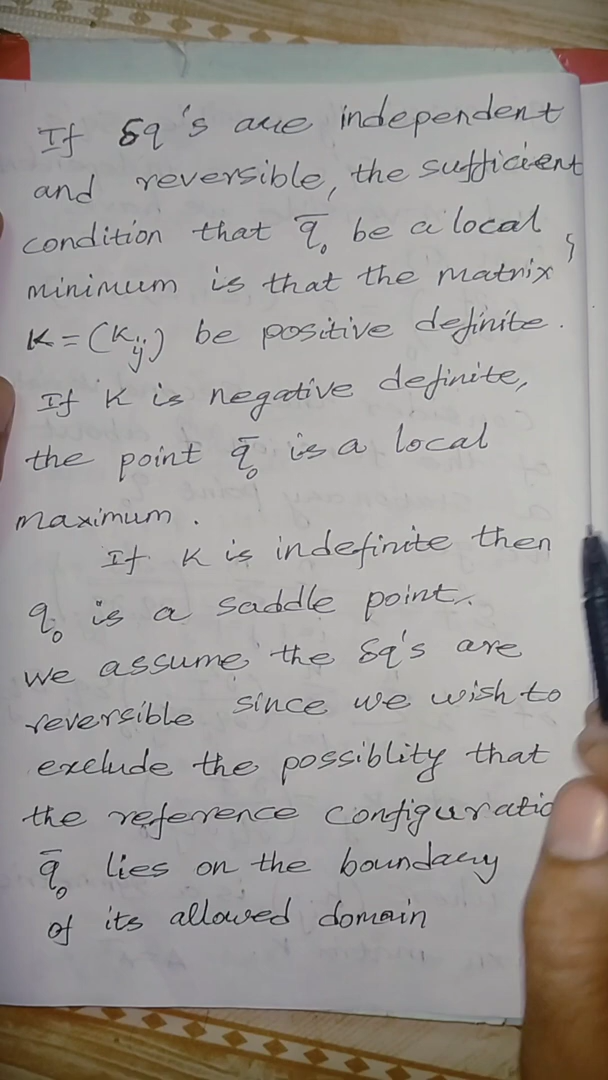 If δq's are independent
and reversible, the sufficient
condition that q̄₀ be a local
minimum is that the matrix
K = (Kᵢⱼ) be positive definite.
If K is negative definite,
the point q̄₀ is a local
maximum.
If K is indefinite then
q₀ is a saddle point.
we assume the δq's are
reversible since we wish to
exclude the possiblity that
the reference configuratio
q̄₀ lies on the boundary
of its allowed domain